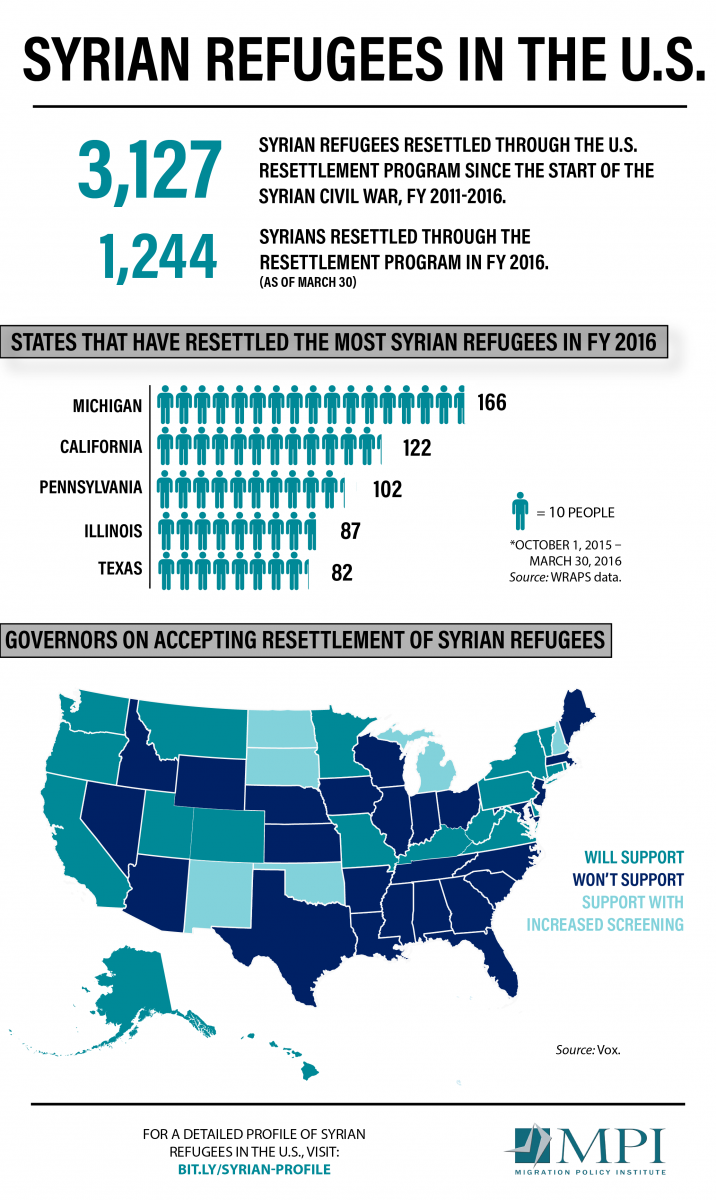 SYRIAN REFUGEES IN THE U.S.
3,127
SYRIAN REFUGEES RESETTLED THROUGH THE U.S.
RESETTLEMENT PROGRAM SINCE THE START OF THE
SYRIAN CIVIL WAR, FY 2011-2016.
1,244
SYRIANS RESETTLED THROUGH THE
RESETTLEMENT PROGRAM IN FY 2016.
(AS OF MARCH 30)
STATES THAT HAVE RESETTLED THE MOST SYRIAN REFUGEES IN FY 2016
MICHIGAN 166
CALIFORNIA 122
PENNSYLVANIA 102
ILLINOIS 87
TEXAS 82
= 10 PEOPLE
*OCTOBER 1, 2015 –
MARCH 30, 2016
Source: WRAPS data.
GOVERNORS ON ACCEPTING RESETTLEMENT OF SYRIAN REFUGEES
WILL SUPPORT
WON'T SUPPORT
SUPPORT WITH
INCREASED SCREENING
Source: Vox.
FOR A DETAILED PROFILE OF SYRIAN
REFUGEES IN THE U.S., VISIT:
BIT.LY/SYRIAN-PROFILE
MPI
MIGRATION POLICY INSTITUTE